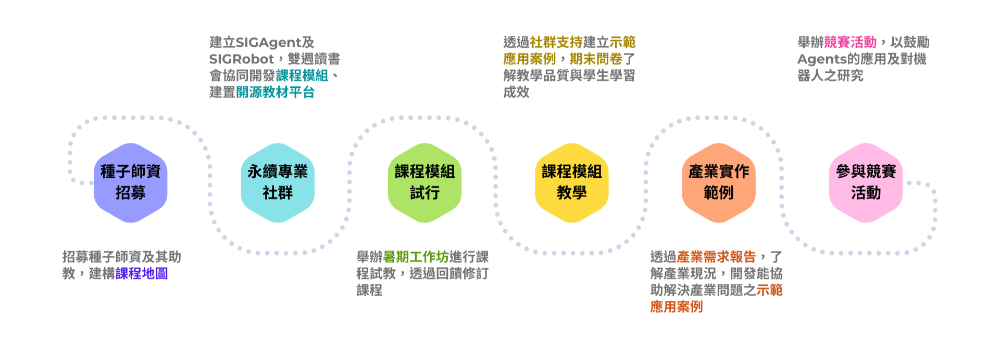 建立SIGAgent及
SIGRobot，雙週讀書
會協同開發課程模組、
建置開源教材平台
透過社群支持建立示範
應用案例，期末問卷了
解教學品質與學生學習
成效
舉辦競賽活動，以鼓勵
Agents的應用及對機
器人之研究
種子師資
招募
永續專業
社群
課程模組
試行
課程模組
教學
產業實作
範例
參與競賽
活動
招募種子師資及其助
教，建構課程地圖
舉辦暑期工作坊進行課
程試教，透過回饋修訂
課程
透過產業需求報告，了
解產業現況，開發能協
助解決產業問題之示範
應用案例